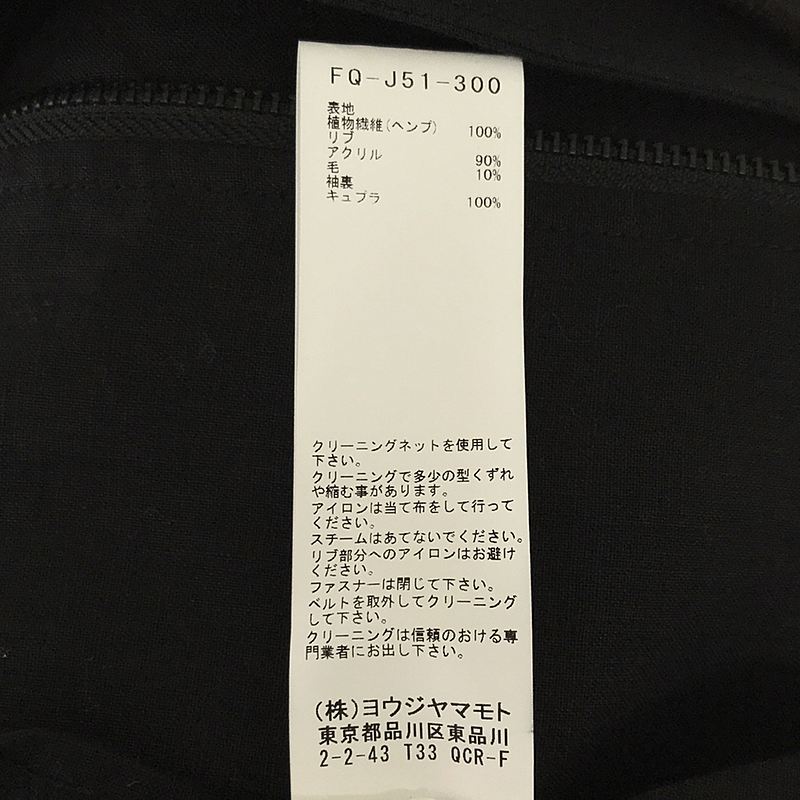 FQ-J51-300
表地
植物繊維(ヘンプ) 100%
リブ
アクリル 90%
毛 10%
袖裏
キュプラ 100%
クリーニングネットを使用して
下さい。
クリーニングで多少の型くずれ
や縮む事があります。
アイロンは当て布をして行って
ください。
スチームはあてないでください。
リブ部分へのアイロンはお避け
ください。
ファスナーは閉じて下さい。
ベルトを取外してクリーニング
して下さい。
クリーニングは信頼のおける専
門業者にお出し下さい。
(株)ヨウジヤマモト
東京都品川区東品川
2-2-43 T33 QCR-F